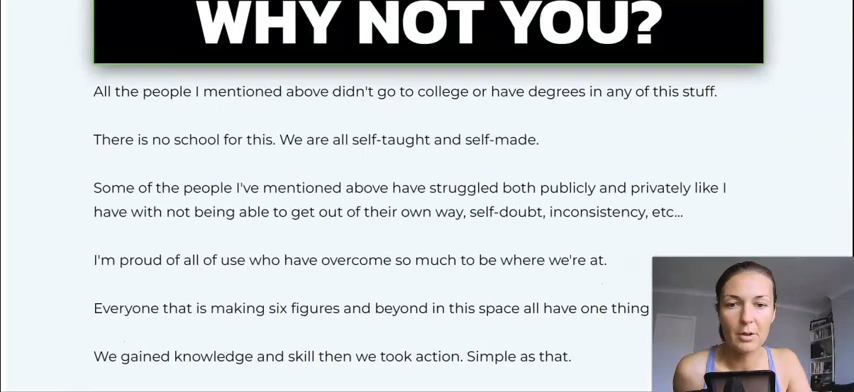 WHY NOT YOU?
All the people I mentioned above didn't go to college or have degrees in any of this stuff.
There is no school for this. We are all self-taught and self-made.
Some of the people I've mentioned above have struggled both publicly and privately like I
have with not being able to get out of their own way, self-doubt, inconsistency, etc...
I'm proud of all of use who have overcome so much to be where we're at.
Everyone that is making six figures and beyond in this space all have one thing
We gained knowledge and skill then we took action. Simple as that.